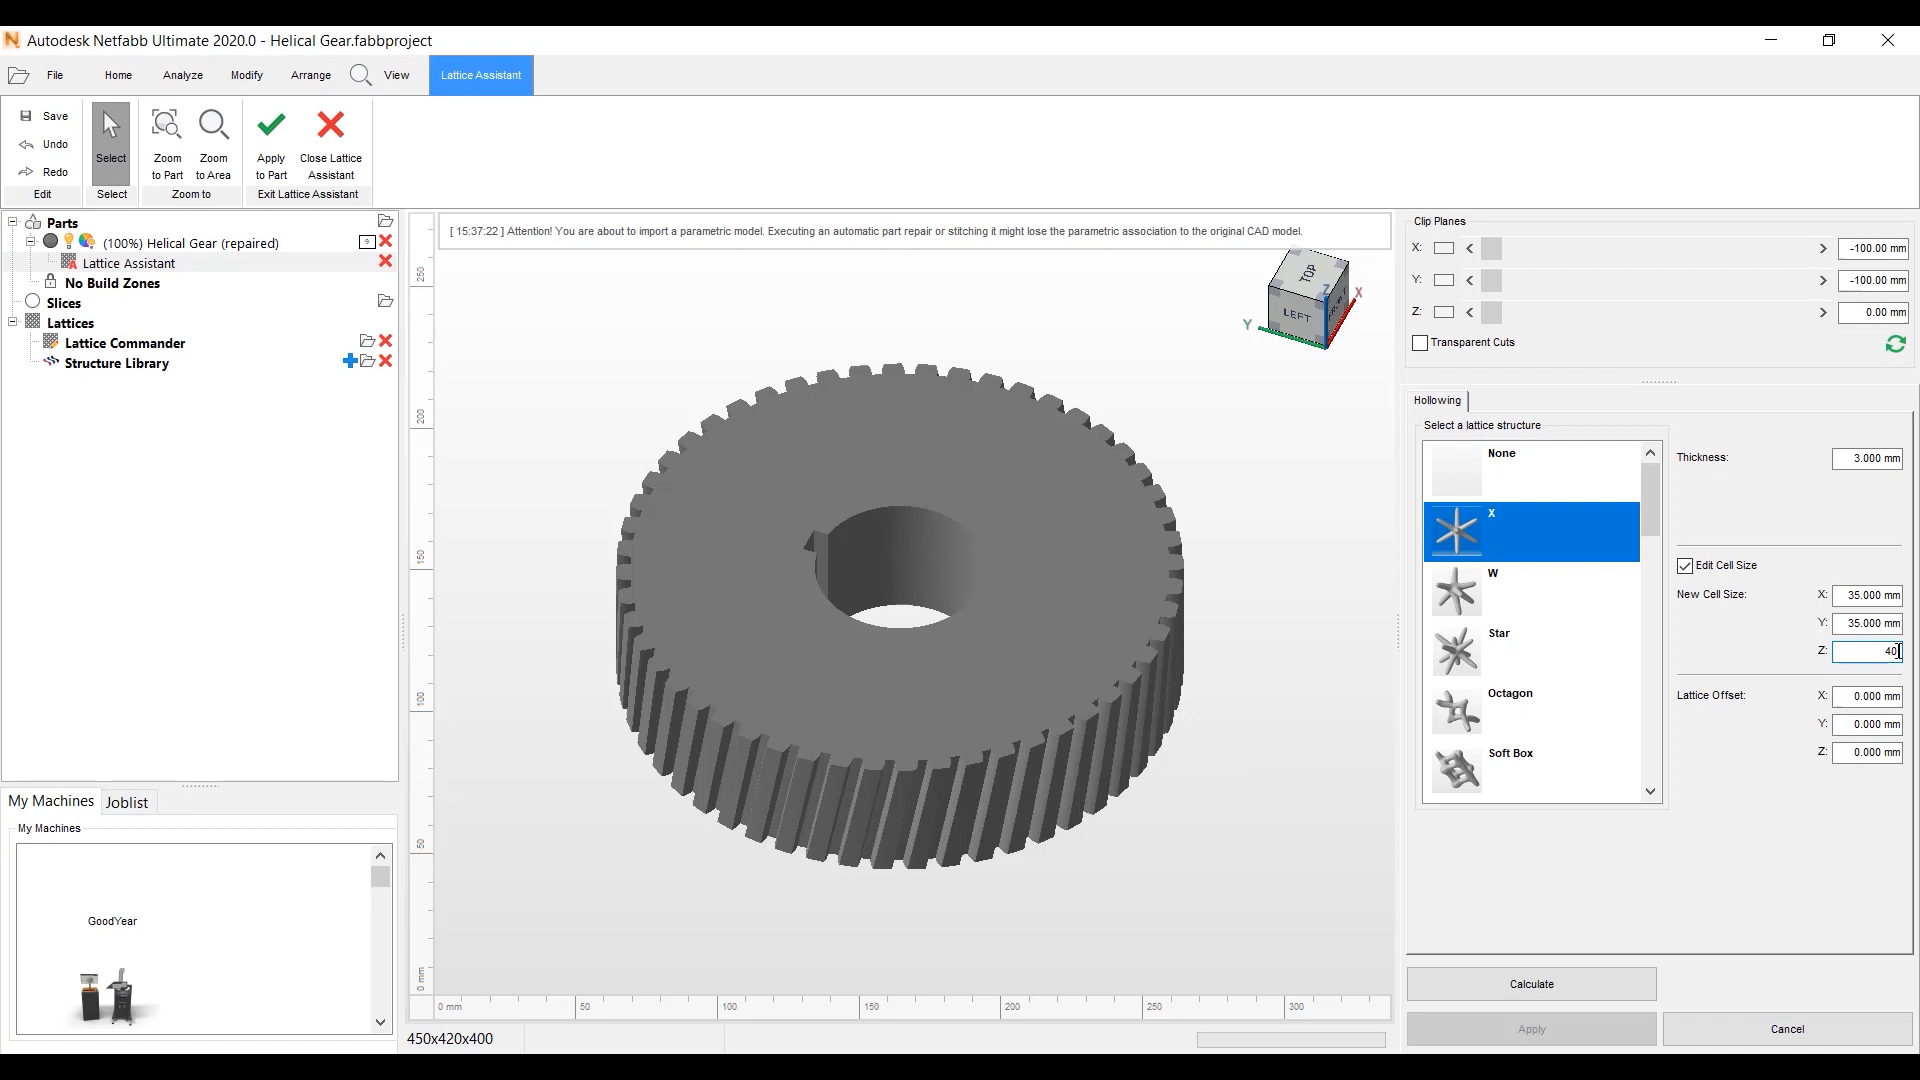 Autodesk Netfabb Ultimate 2020.0 - Helical Gear.fabbproject
File Home Analyze Modify Arrange View Lattice Assistant
Save
Undo
Redo
Edit
Select
Select
Zoom
to Part
Zoom
to Area
Zoom to
Apply
to Part
Close Lattice
Assistant
Exit Lattice Assistant
Parts
(100%) Helical Gear (repaired)
Lattice Assistant
No Build Zones
Slices
Lattices
Lattice Commander
Structure Library
My Machines Joblist
My Machines
GoodYear
[ 15:37:22 ] Attention! You are about to import a parametric model. Executing an automatic part repair or stitching it might lose the parametric association to the original CAD model.
TOP
LEFT
Z
X
Y
250
200
150
100
50
0 mm
0 mm 50 100 150 200 250 300
450x420x400
Clip Planes
X: -100.00 mm
Y: -100.00 mm
Z: 0.00 mm
Transparent Cuts
Hollowing
Select a lattice structure
None
X
W
Star
Octagon
Soft Box
Thickness: 3.000 mm
Edit Cell Size
New Cell Size: X: 35.000 mm
Y: 35.000 mm
Z: 40
Lattice Offset: X: 0.000 mm
Y: 0.000 mm
Z: 0.000 mm
Calculate
Apply Cancel